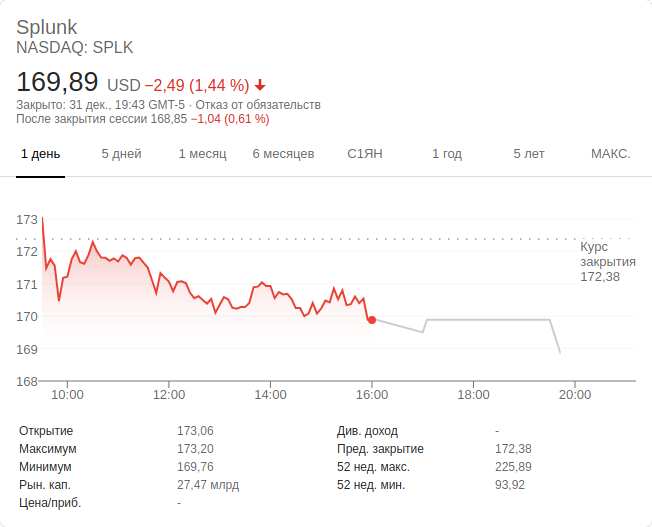 Splunk
NASDAQ: SPLK
169,89 USD −2,49 (1,44 %)
Закрыто: 31 дек., 19:43 GMT-5 · Отказ от обязательств
После закрытия сессии 168,85 −1,04 (0,61 %)
1 день 5 дней 1 месяц 6 месяцев С1ЯН 1 год 5 лет МАКС.
173
172
171
170
169
168
Курс
закрытия
172,38
10:00 12:00 14:00 16:00 18:00 20:00
Открытие 173,06 Див. доход -
Максимум 173,20 Пред. закрытие 172,38
Минимум 169,76 52 нед. макс. 225,89
Рын. кап. 27,47 млрд 52 нед. мин. 93,92
Цена/приб. -